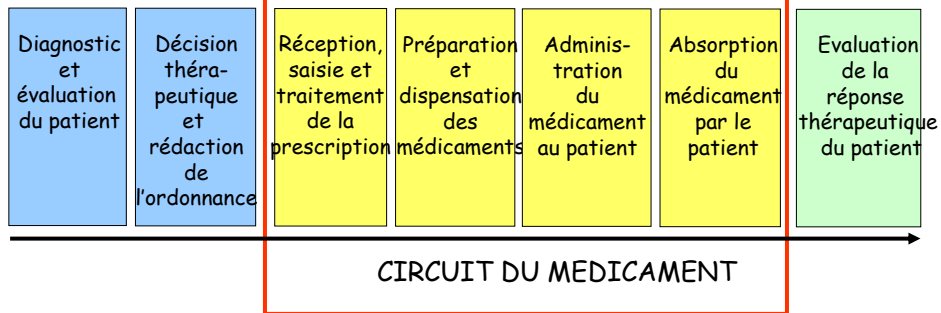 Diagnostic
et
évaluation
du patient
Décision
théra-
peutique
et
rédaction
de
l'ordonnance
Réception,
saisie et
traitement
de la
prescription
Préparation
et
dispensation
des
médicaments
Adminis-
tration
du
médicament
au patient
Absorption
du
médicament
par le
patient
Evaluation
de la
réponse
thérapeutique
du patient
CIRCUIT DU MEDICAMENT